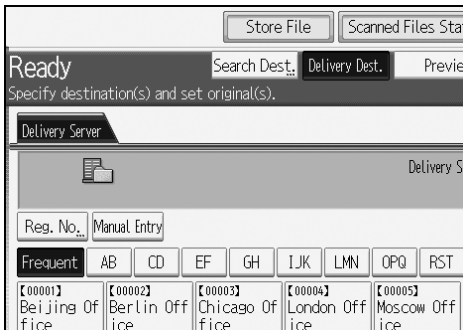 Store File Scanned Files Sta
Ready Search Dest. Delivery Dest. Previe
Specify destination(s) and set original(s).
Delivery Server
Delivery S
Reg. No. Manual Entry
Frequent AB CD EF GH IJK LMN OPQ RST
【00001】 【00002】 【00003】 【00004】 【00005】
Beijing Of Berlin Off Chicago Of London Off Moscow Off
fice ice fice ice ice